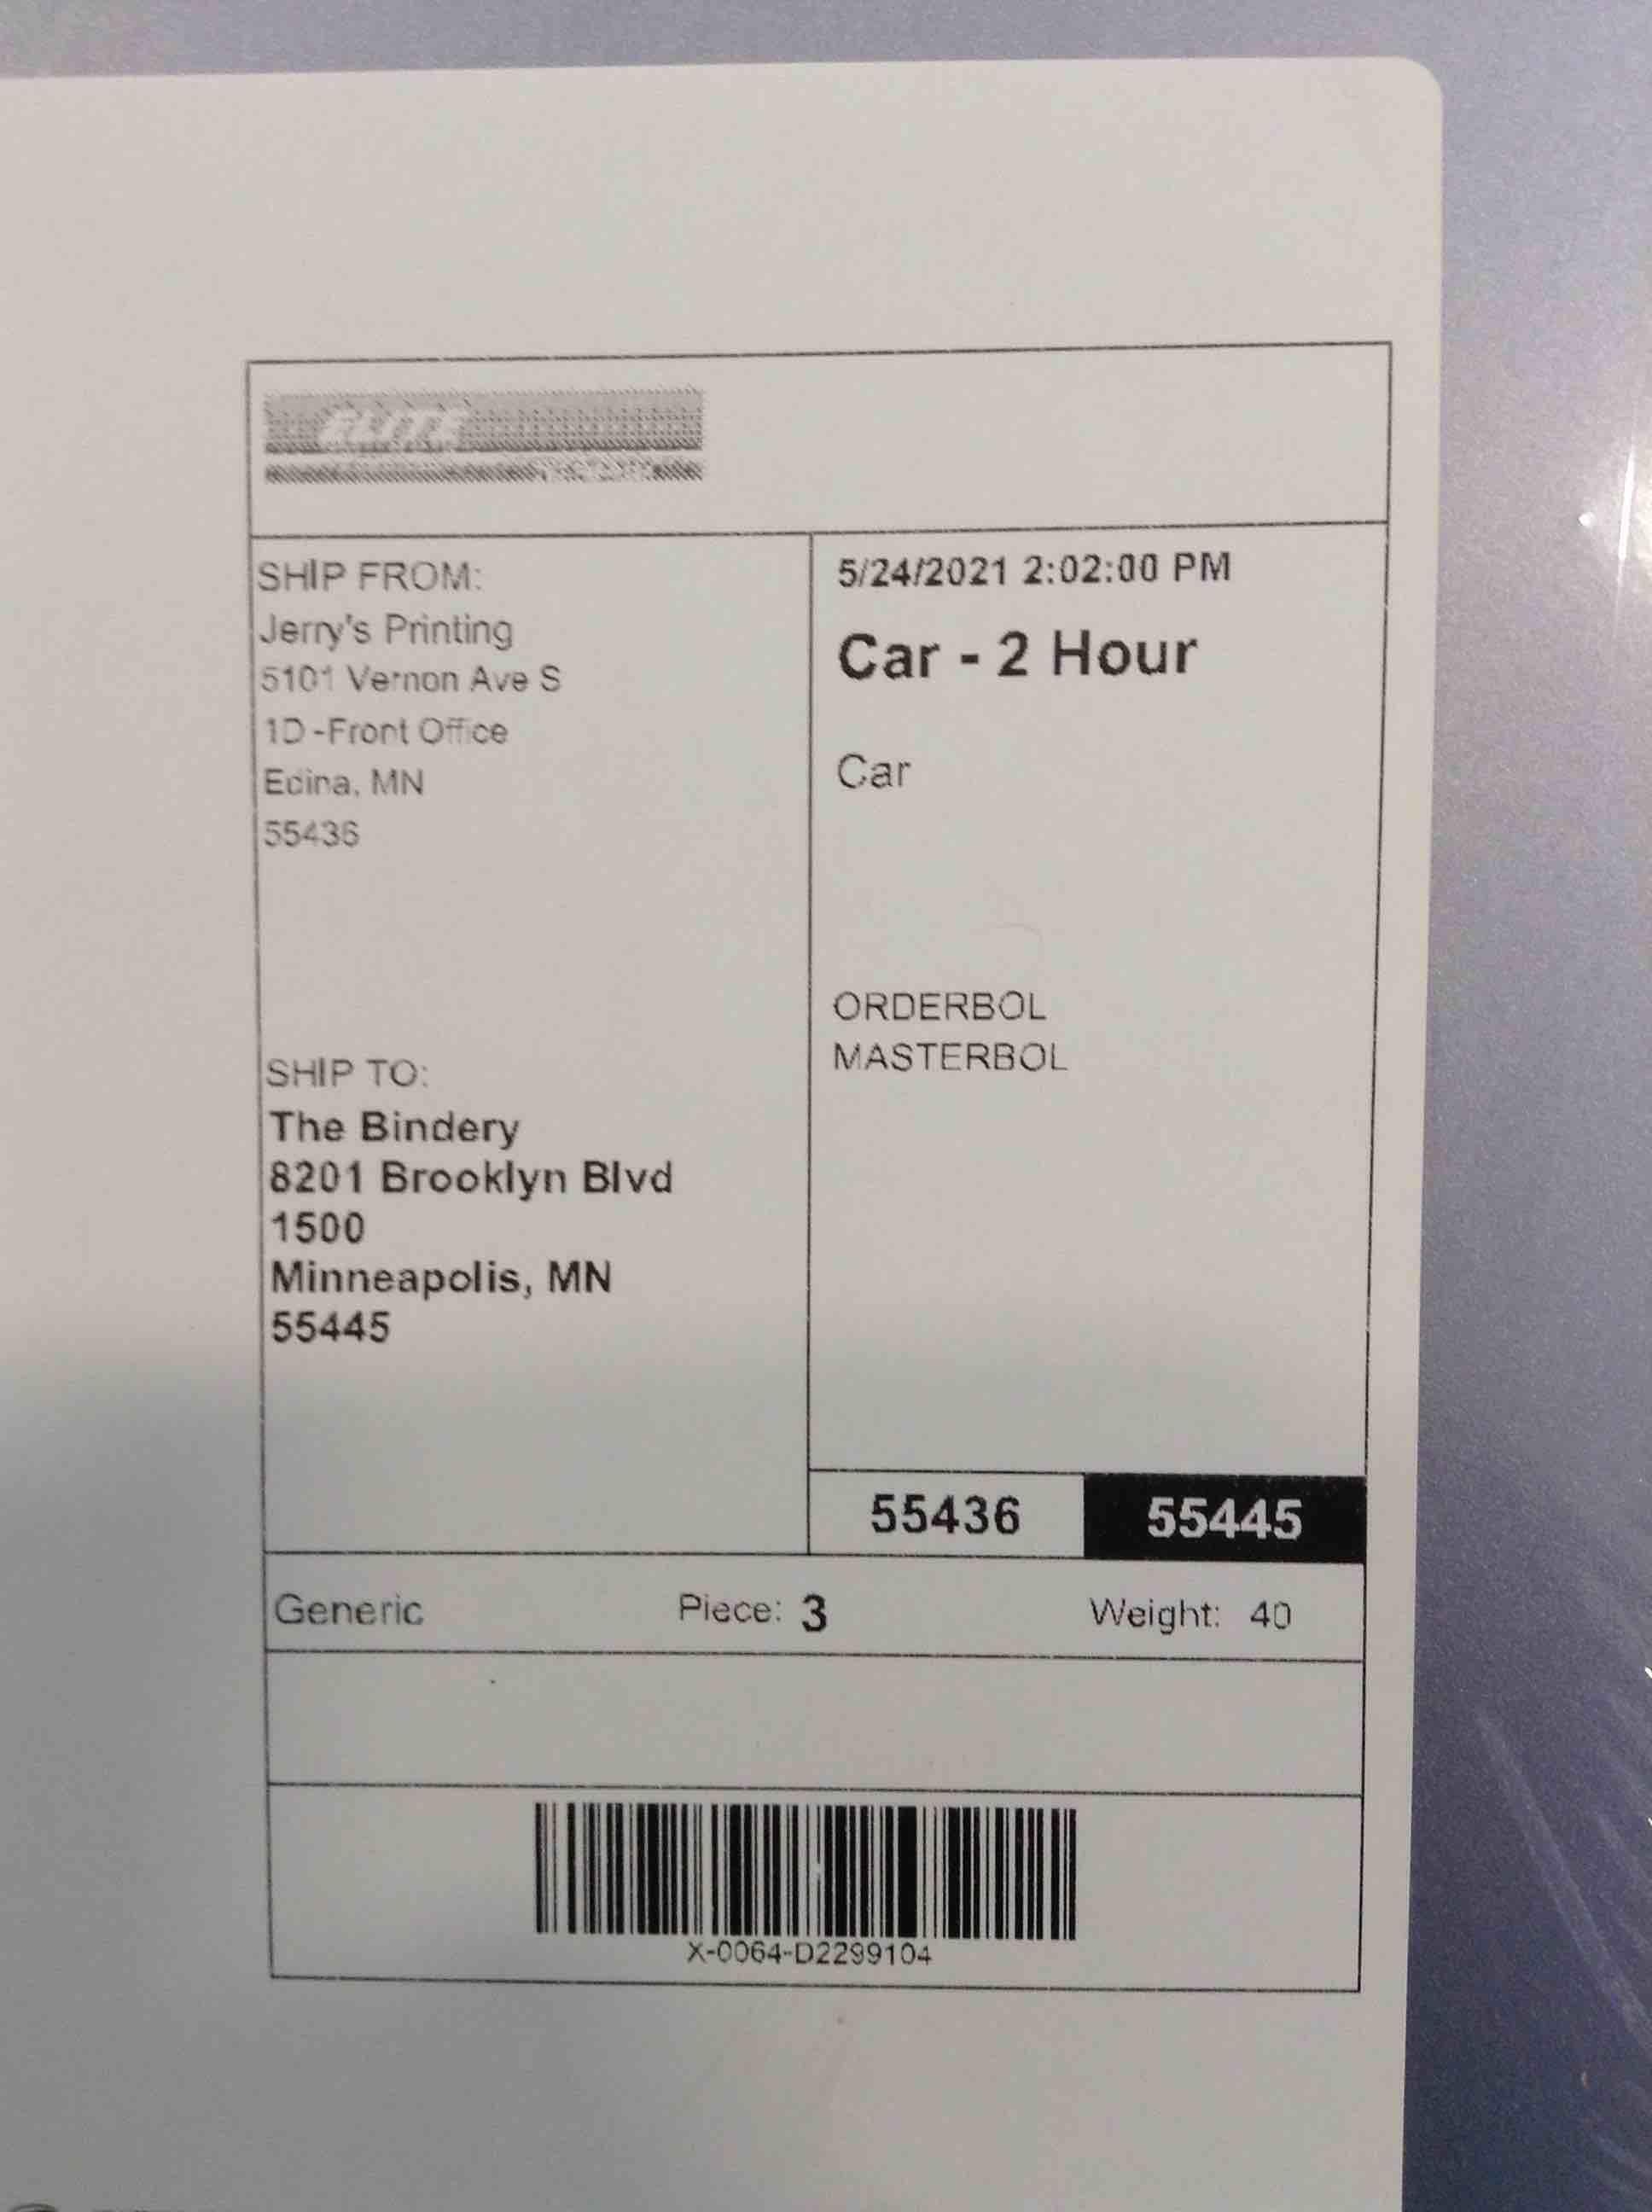 ELITE
SHIP FROM:
Jerry's Printing
5101 Vernon Ave S
1D -Front Office
Edina, MN
55436
SHIP TO:
The Bindery
8201 Brooklyn Blvd
1500
Minneapolis, MN
55445
5/24/2021 2:02:00 PM
Car - 2 Hour
Car
ORDERBOL
MASTERBOL
55436 55445
Generic Piece: 3 Weight: 40
X-0064-D2299104